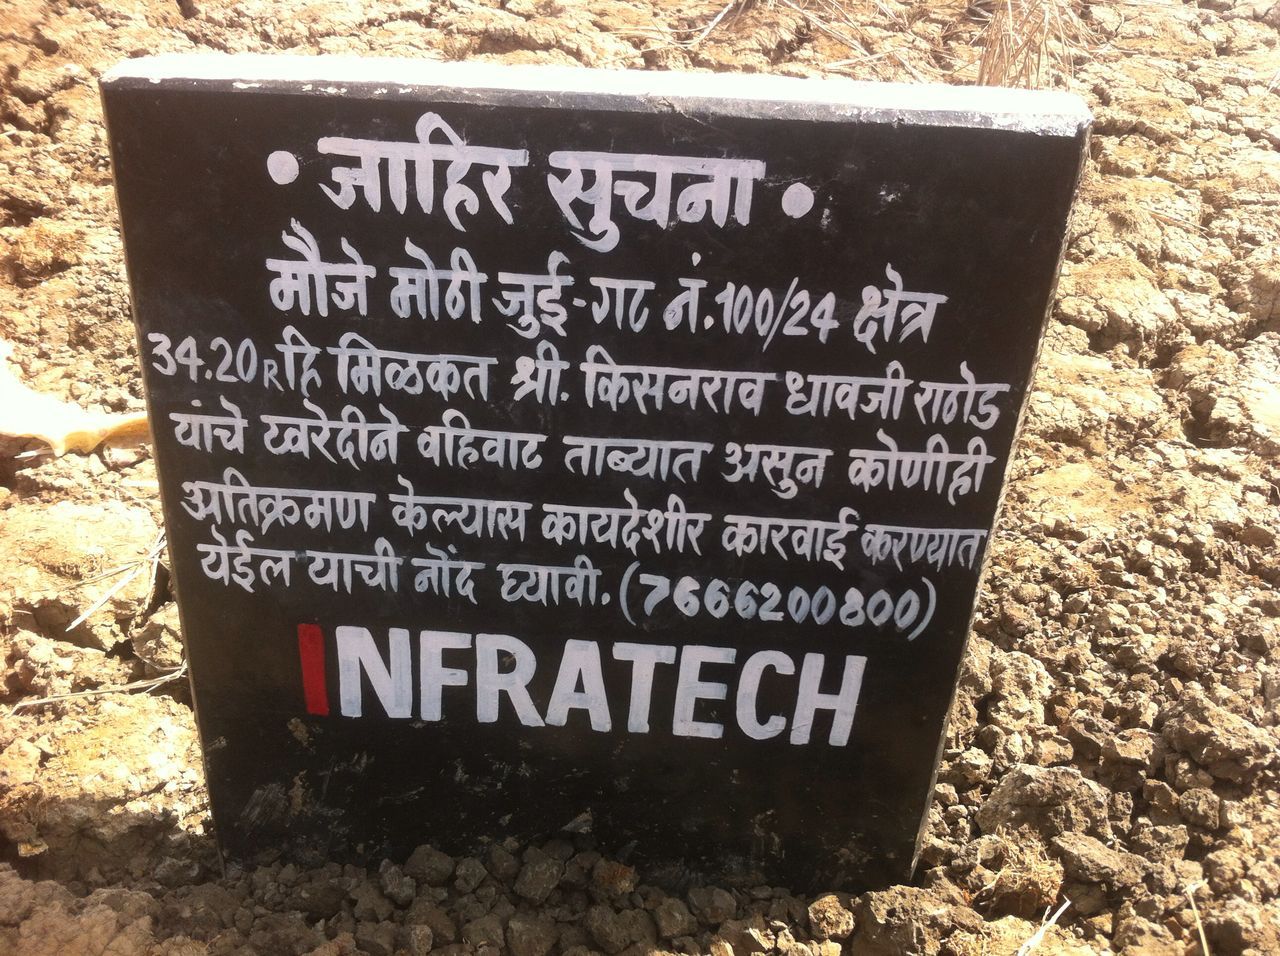 • जाहिर सुचना •
मौजे मोठी जुई-गट नं.100/24 क्षेत्र
34.20R हि मिळकत श्री. किसनराव धावजी राठोड
यांचे ख्वरेदीने वहिवाट ताब्यात असुन कोणीही
अतिक्रमण केल्यास कायदेशीर कारवाई करण्यात
येईल याची नोंद घ्यावी. (7666200800)
INFRATECH